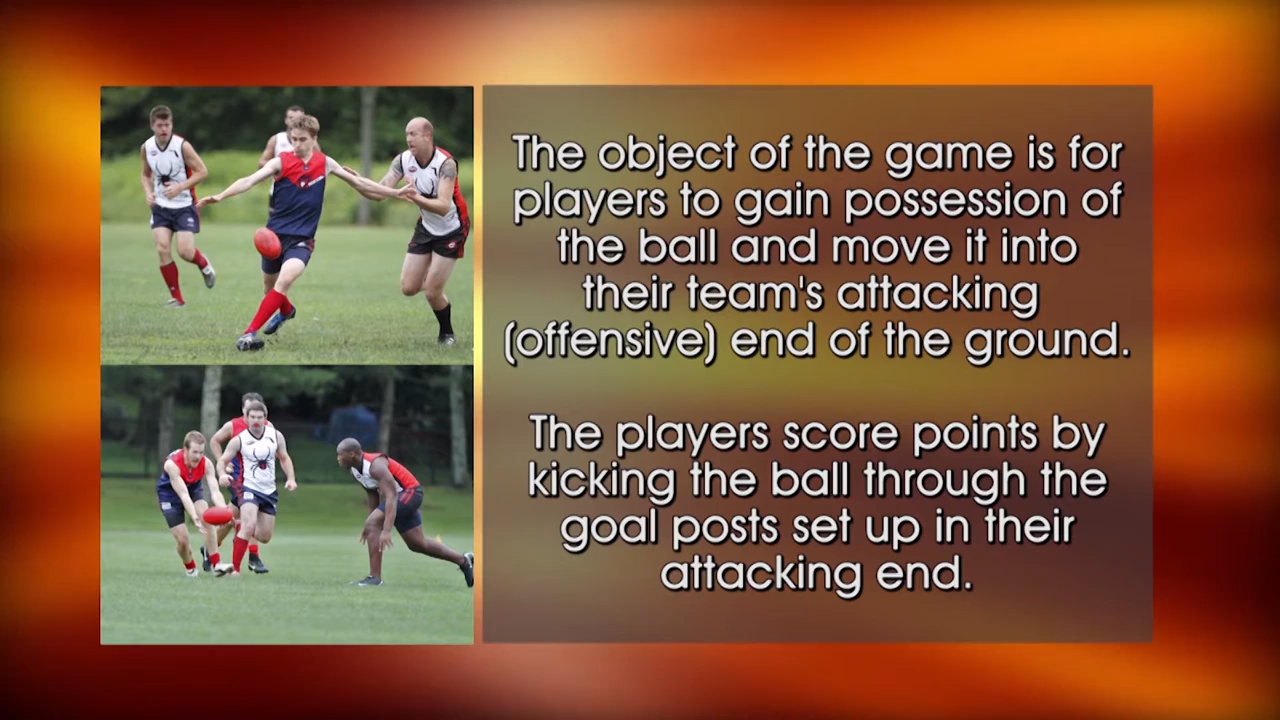 The object of the game is for
players to gain possession of
the ball and move it into
their team's attacking
(offensive) end of the ground.
The players score points by
kicking the ball through the
goal posts set up in their
attacking end.